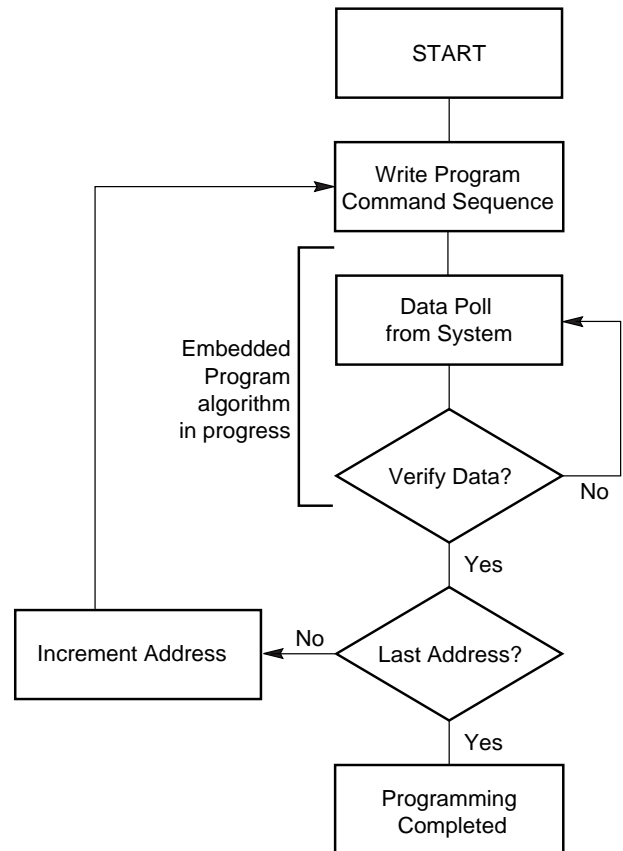 START
Write Program
Command Sequence
Data Poll
from System
Embedded
Program
algorithm
in progress
Verify Data?
No
Yes
No
Increment Address
Last Address?
Yes
Programming
Completed